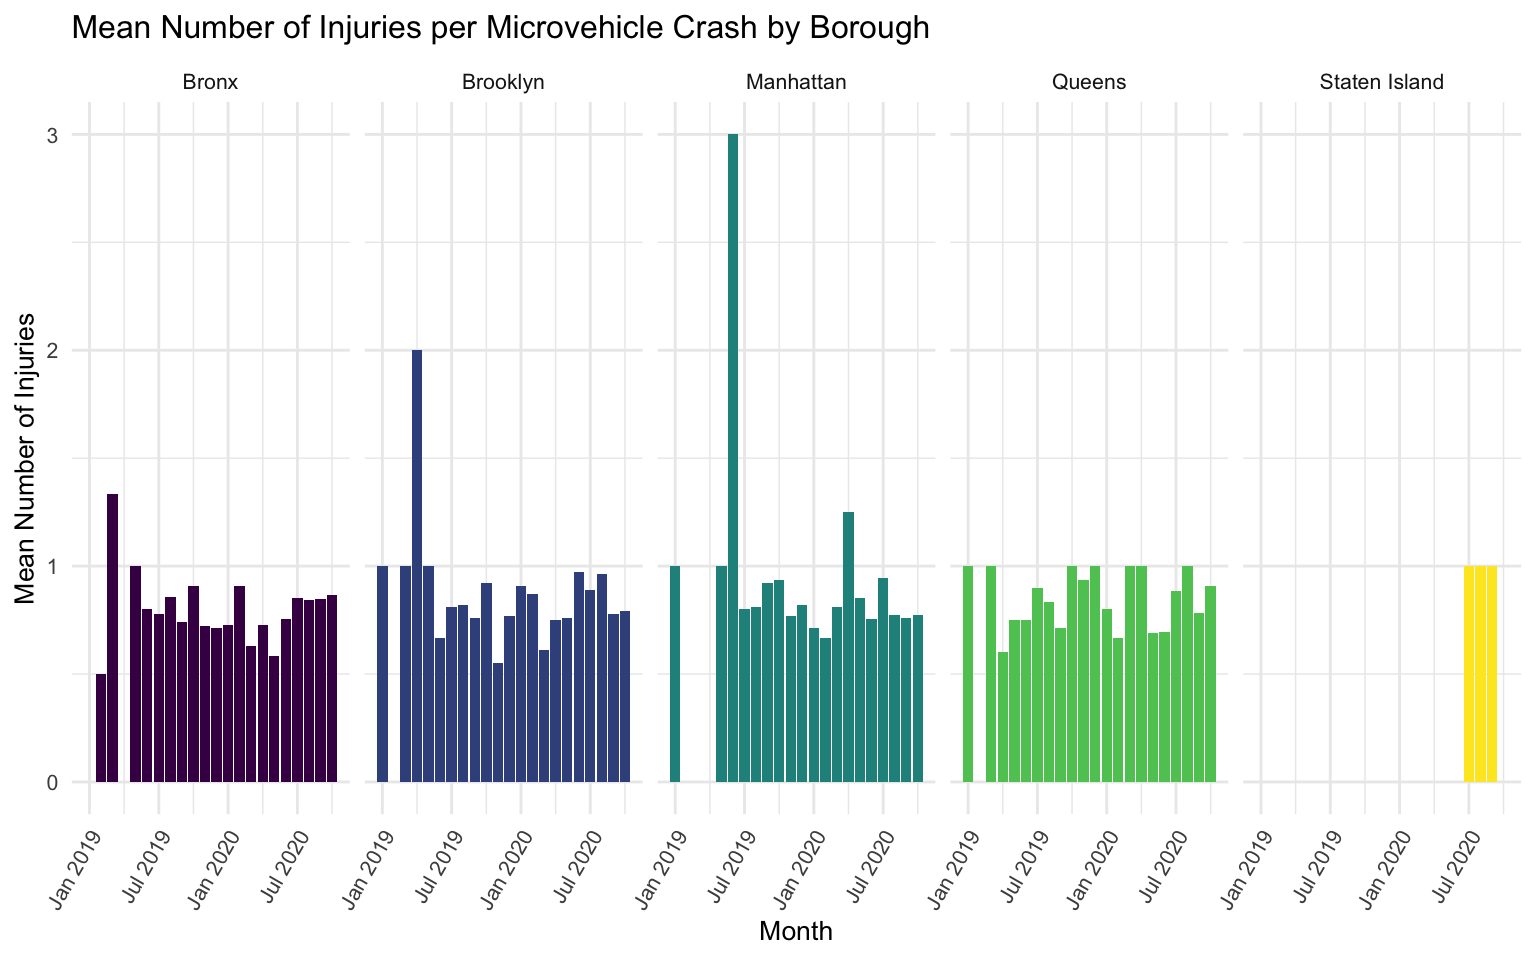 Mean Number of Injuries per Microvehicle Crash by Borough
Bronx
Brooklyn
Manhattan
Queens
Staten Island
Mean Number of Injuries
3
2
1
0
Jan 2019
Jul 2019
Jan 2020
Jul 2020
Jan 2019
Jul 2019
Jan 2020
Jul 2020
Jan 2019
Jul 2019
Jan 2020
Jul 2020
Jan 2019
Jul 2019
Jan 2020
Jul 2020
Jan 2019
Jul 2019
Jan 2020
Jul 2020
Month